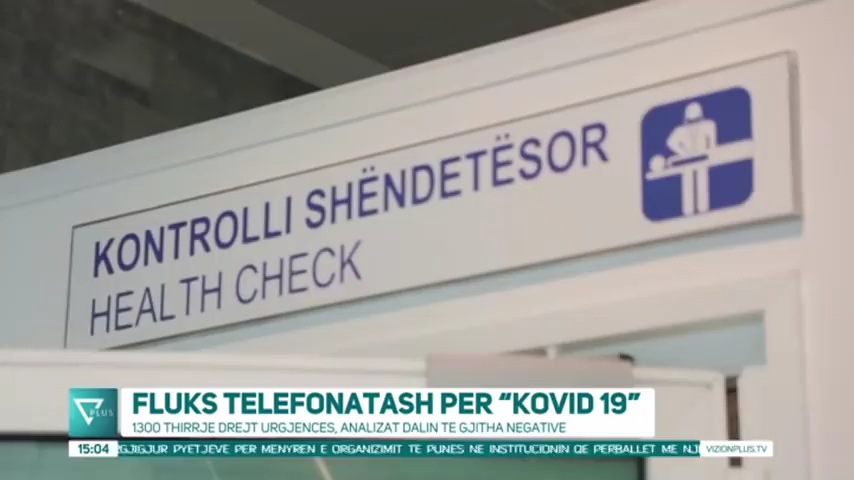 KONTROLLI SHËNDETËSOR
HEALTH CHECK
PLUS
FLUKS TELEFONATASH PER “KOVID 19”
1300 THIRRJE DREJT URGJENCES, ANALIZAT DALIN TE GJITHA NEGATIVE
15:04 PYETJEVE PER MENYREN E ORGANIZIMIT TE PUNES NE INSTITUCIONIN QE PERBALLET ME VIZIONPLUS.TV